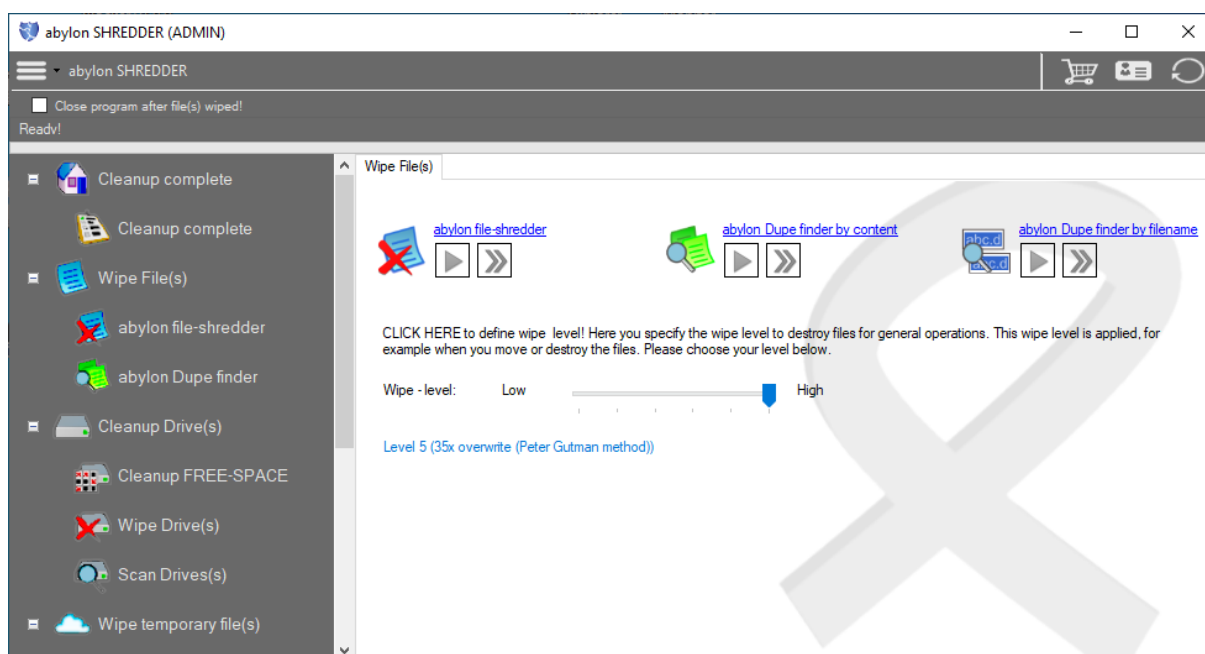 abylon SHREDDER (ADMIN)
abylon SHREDDER
Close program after file(s) wiped!
Ready!
Cleanup complete
Cleanup complete
Wipe File(s)
abylon file-shredder
abylon Dupe finder
Cleanup Drive(s)
Cleanup FREE-SPACE
Wipe Drive(s)
Scan Drives(s)
Wipe temporary file(s)
Wipe File(s)
abylon file-shredder
abylon Dupe finder by content
abc.d
abc.d
abylon Dupe finder by filename
CLICK HERE to define wipe level! Here you specify the wipe level to destroy files for general operations. This wipe level is applied, for
example when you move or destroy the files. Please choose your level below.
Wipe - level: Low High
Level 5 (35x overwrite (Peter Gutman method))